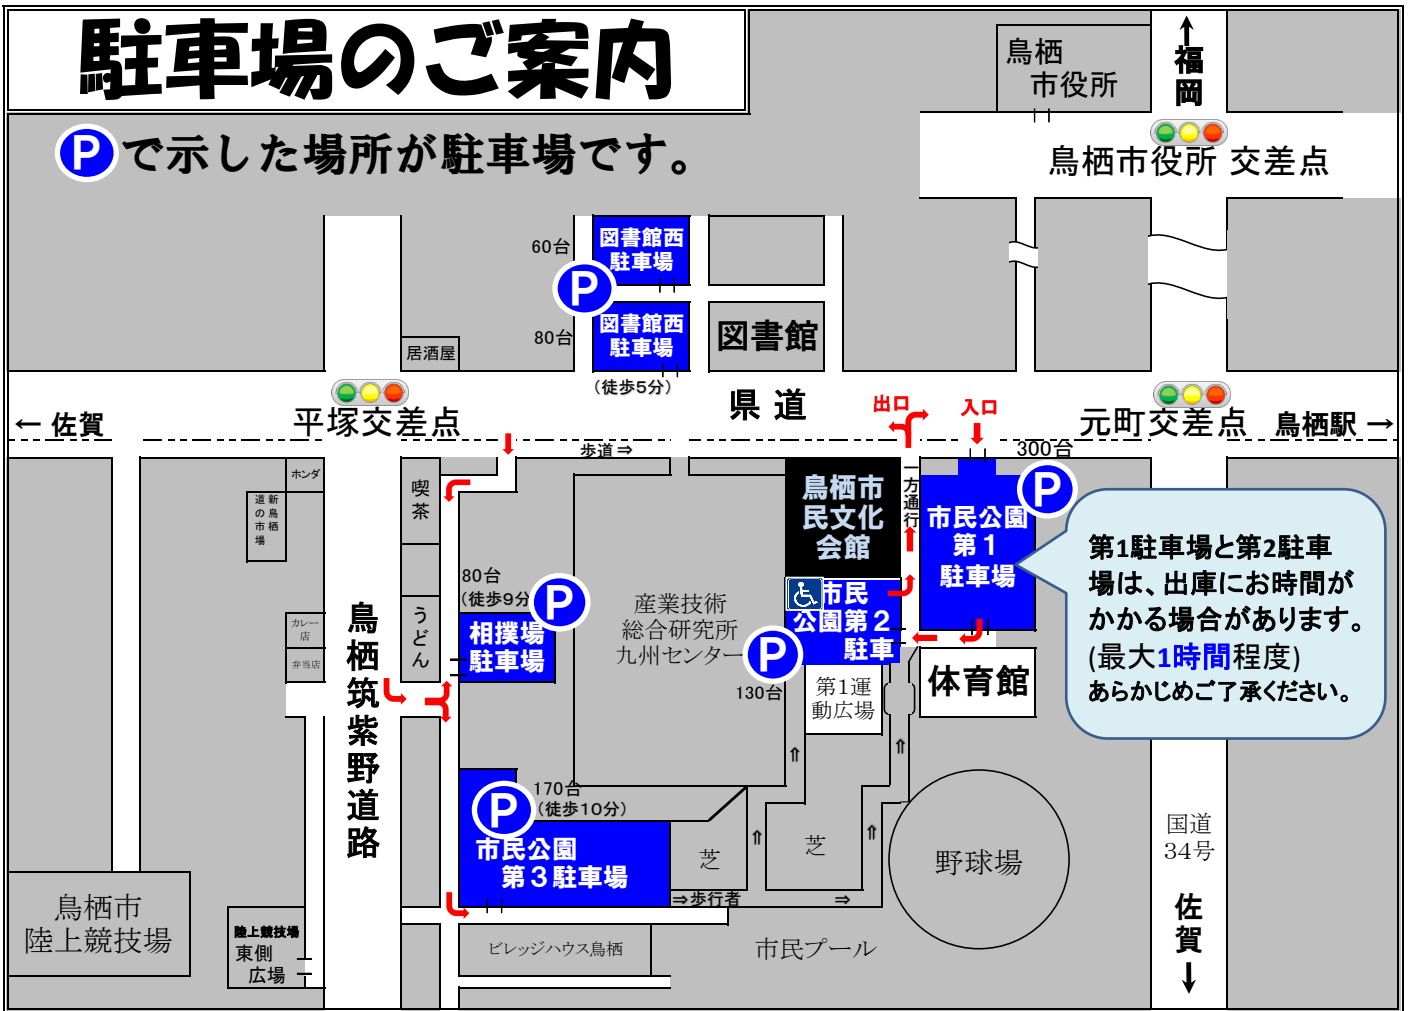 駐車場のご案内
Pで示した場所が駐車場です。
鳥栖
市役所
↑
福岡
鳥栖市役所 交差点
60台
図書館西
駐車場
P
80台
図書館西
駐車場
(徒歩5分)
図書館
居酒屋
← 佐賀
平塚交差点
県 道
出口
入口
元町交差点
鳥栖駅 →
歩道⇒
300台
P
ホンダ
新鳥栖
道の市場
喫茶
鳥栖市
民文化
会館
一方通行
市民公園
第1
駐車場
第1駐車場と第2駐車
場は、出庫にお時間が
かかる場合があります。
(最大1時間程度)
あらかじめご了承ください。
80台
(徒歩9分)
P
相撲場
駐車場
カレー
店
弁当店
うどん
鳥栖筑紫野道路
産業技術
総合研究所
九州センター
市民
公園第2
駐車
P
130台
第1運
動広場
体育館
⇑
⇑
170台
(徒歩10分)
P
市民公園
第3駐車場
芝
⇑
芝
⇑
野球場
国道
34号
佐賀
↓
⇒歩行者
⇒
鳥栖市
陸上競技場
陸上競技場
東側
広場
ビレッジハウス鳥栖
市民プール